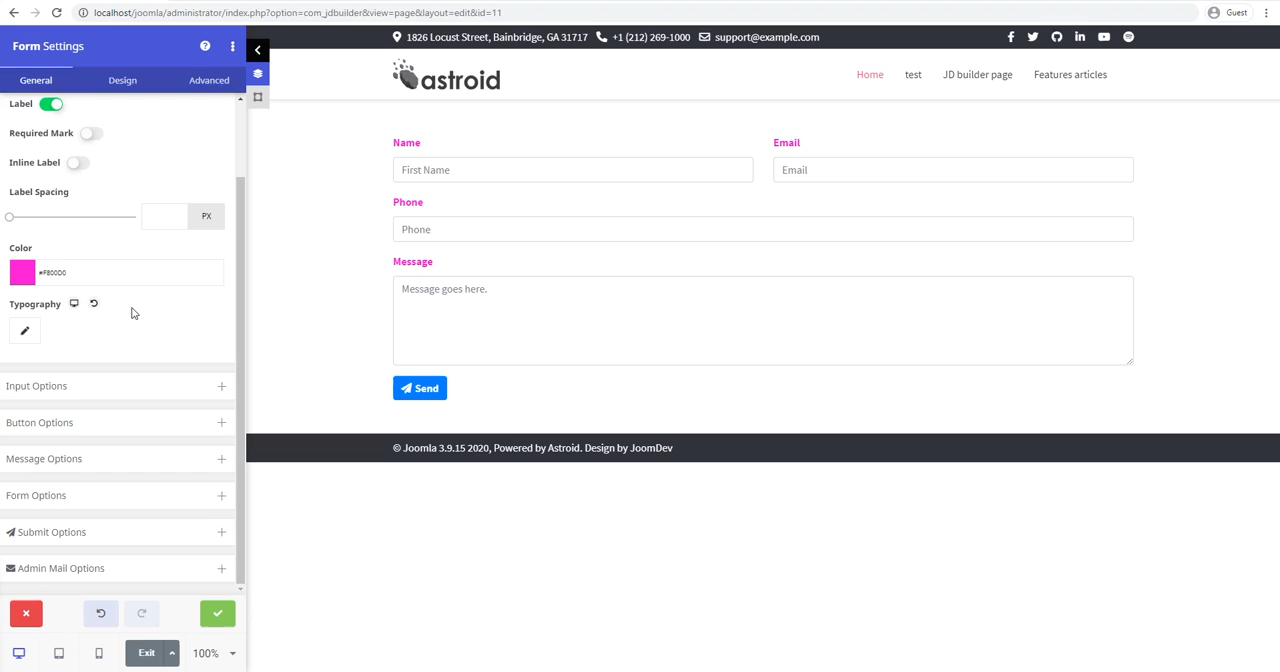 localhost/joomla/administrator/index.php?option=com_jdbuilder&view=page&layout=edit&id=11
Guest
Form Settings
General
Design
Advanced
Label
Required Mark
Inline Label
Label Spacing
PX
Color
#F800D0
Typography
Input Options
Button Options
Message Options
Form Options
Submit Options
Admin Mail Options
Exit
100%
1826 Locust Street, Bainbridge, GA 31717
+1 (212) 269-1000
support@example.com
astroid
Home
test
JD builder page
Features articles
Name
Email
First Name
Email
Phone
Phone
Message
Message goes here.
Send
© Joomla 3.9.15 2020, Powered by Astroid. Design by JoomDev